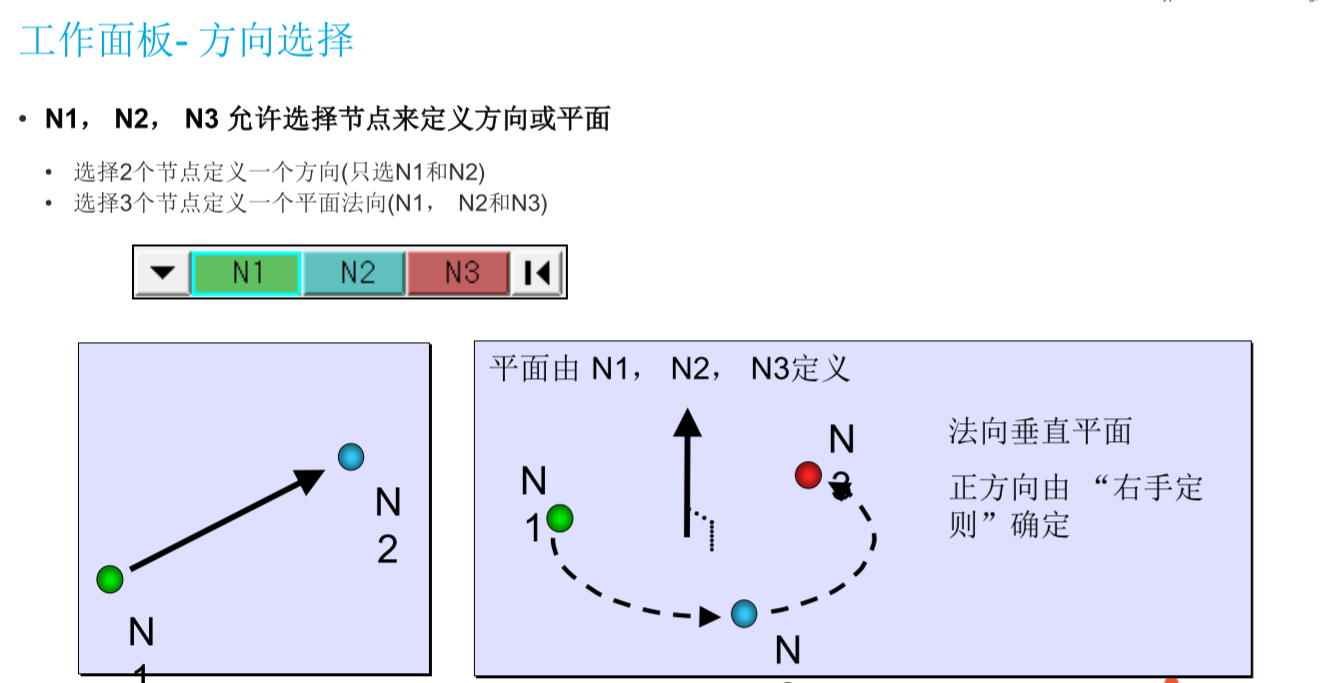 工作面板- 方向选择
• N1， N2， N3 允许选择节点来定义方向或平面
• 选择2个节点定义一个方向(只选N1和N2)
• 选择3个节点定义一个平面法向(N1， N2和N3)
N1 N2 N3
N
2
N
1
平面由 N1， N2， N3定义
N
1
N
3
N
法向垂直平面
正方向由 “右手定
则”确定